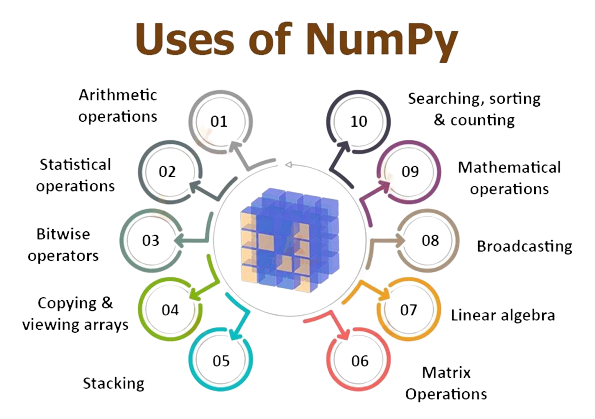 Uses of NumPy
01
Arithmetic
operations
02
Statistical
operations
03
Bitwise
operators
04
Copying &
viewing arrays
05
Stacking
06
Matrix
Operations
07
Linear algebra
08
Broadcasting
09
Mathematical
operations
10
Searching, sorting
& counting